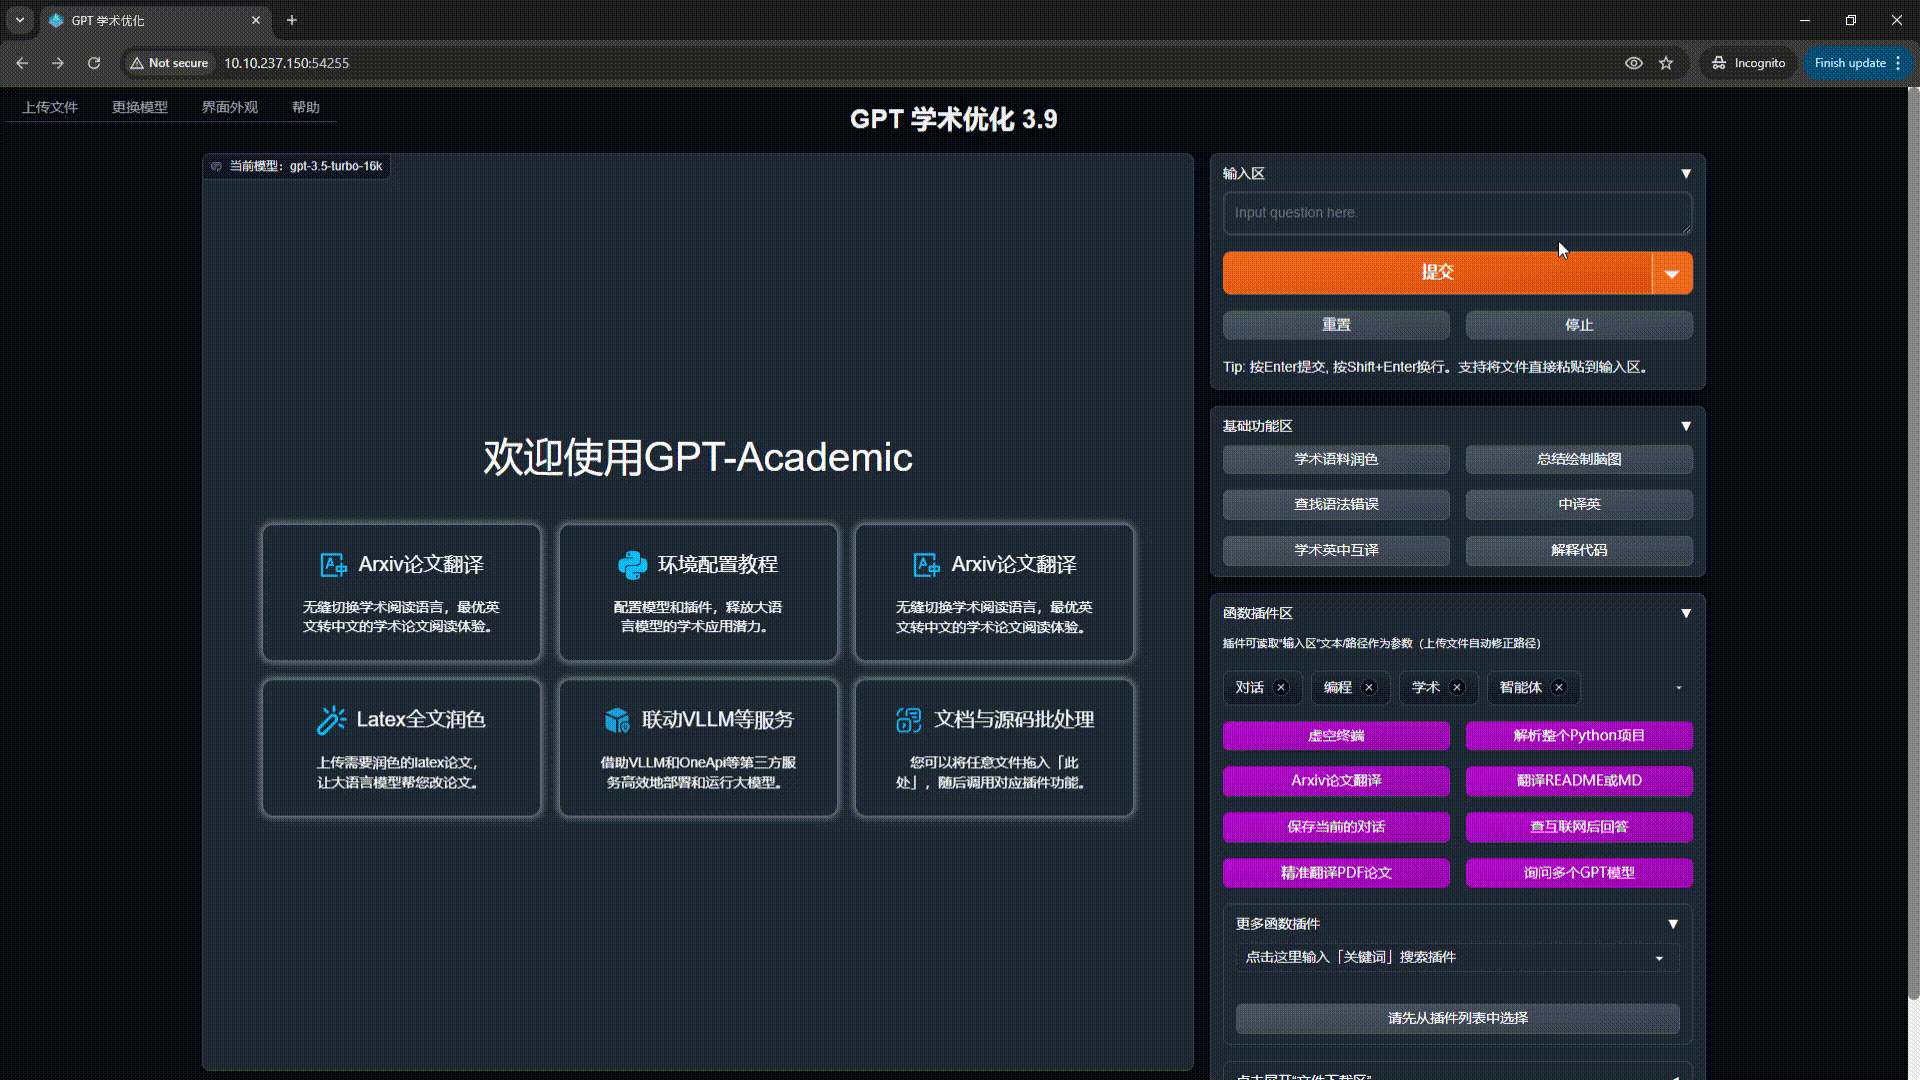 GPT 学术优化
Not secure
10.10.237.150:54255
Incognito
Finish update
上传文件
更换模型
界面外观
帮助
GPT 学术优化 3.9
当前模型：gpt-3.5-turbo-16k
欢迎使用GPT-Academic
Arxiv论文翻译
无缝切换学术阅读语言，最优英
文转中文的学术论文阅读体验。
环境配置教程
配置模型和插件，释放大语
言模型的学术应用潜力。
Arxiv论文翻译
无缝切换学术阅读语言，最优英
文转中文的学术论文阅读体验。
Latex全文润色
上传需要润色的latex论文，
让大语言模型帮您改论文。
联动VLLM等服务
借助VLLM和OneApi等第三方服
务高效地部署和运行大模型。
文档与源码批处理
您可以将任意文件拖入「此
处」，随后调用对应插件功能。
输入区
Input question here.
提交
重置
停止
Tip: 按Enter提交, 按Shift+Enter换行。支持将文件直接粘贴到输入区。
基础功能区
学术语料润色
总结绘制脑图
查找语法错误
中译英
学术英中互译
解释代码
函数插件区
插件可读取“输入区”文本/路径作为参数（上传文件自动修正路径）
对话
编程
学术
智能体
虚空终端
解析整个Python项目
Arxiv论文翻译
翻译README或MD
保存当前的对话
查互联网后回答
精准翻译PDF论文
询问多个GPT模型
更多函数插件
点击这里输入「关键词」搜索插件
请先从插件列表中选择
点击展开“文件下载区”